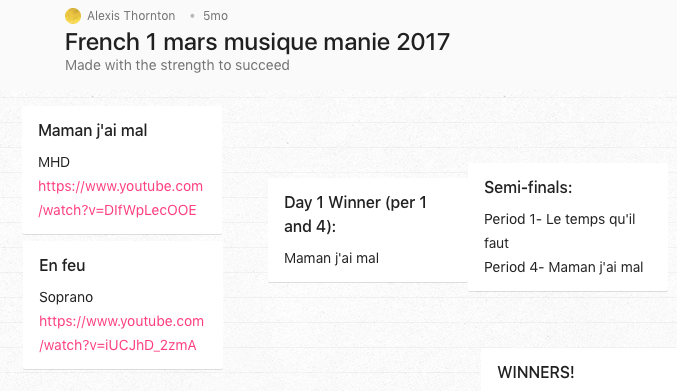 Alexis Thornton • 5mo
French 1 mars musique manie 2017
Made with the strength to succeed
Maman j'ai mal
MHD
https://www.youtube.com
/watch?v=DIfWpLecOOE
En feu
Soprano
https://www.youtube.com
/watch?v=iUCJhD_2zmA
Day 1 Winner (per 1
and 4):
Maman j'ai mal
Semi-finals:
Period 1- Le temps qu'il
faut
Period 4- Maman j'ai mal
WINNERS!